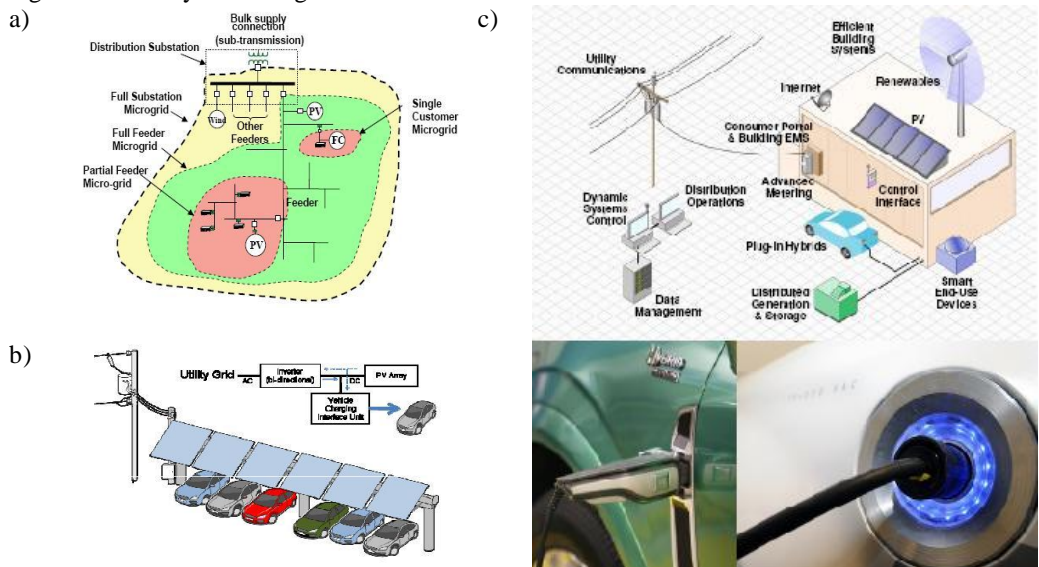 a)
Bulk supply
connection
(sub-transmission)
Distribution Substation
Full Substation
Microgrid
Full Feeder
Microgrid
Partial Feeder
Micro-grid
Wind
Other
Feeders
PV
FC
Single
Customer
Microgrid
Feeder
PV
b)
Utility Grid
AC
Inverter
(bi-directional)
DC
PV Array
Vehicle
Charging
Interface Unit
c)
Efficient
Building
Systems
Utility
Communications
Renewables
Internet
PV
Consumer Portal
& Building EMS
Advanced
Metering
Control
Interface
Dynamic
Systems
Control
Distribution
Operations
Plug-In Hybrids
Data
Management
Distributed
Generation
& Storage
Smart
End-Use
Devices